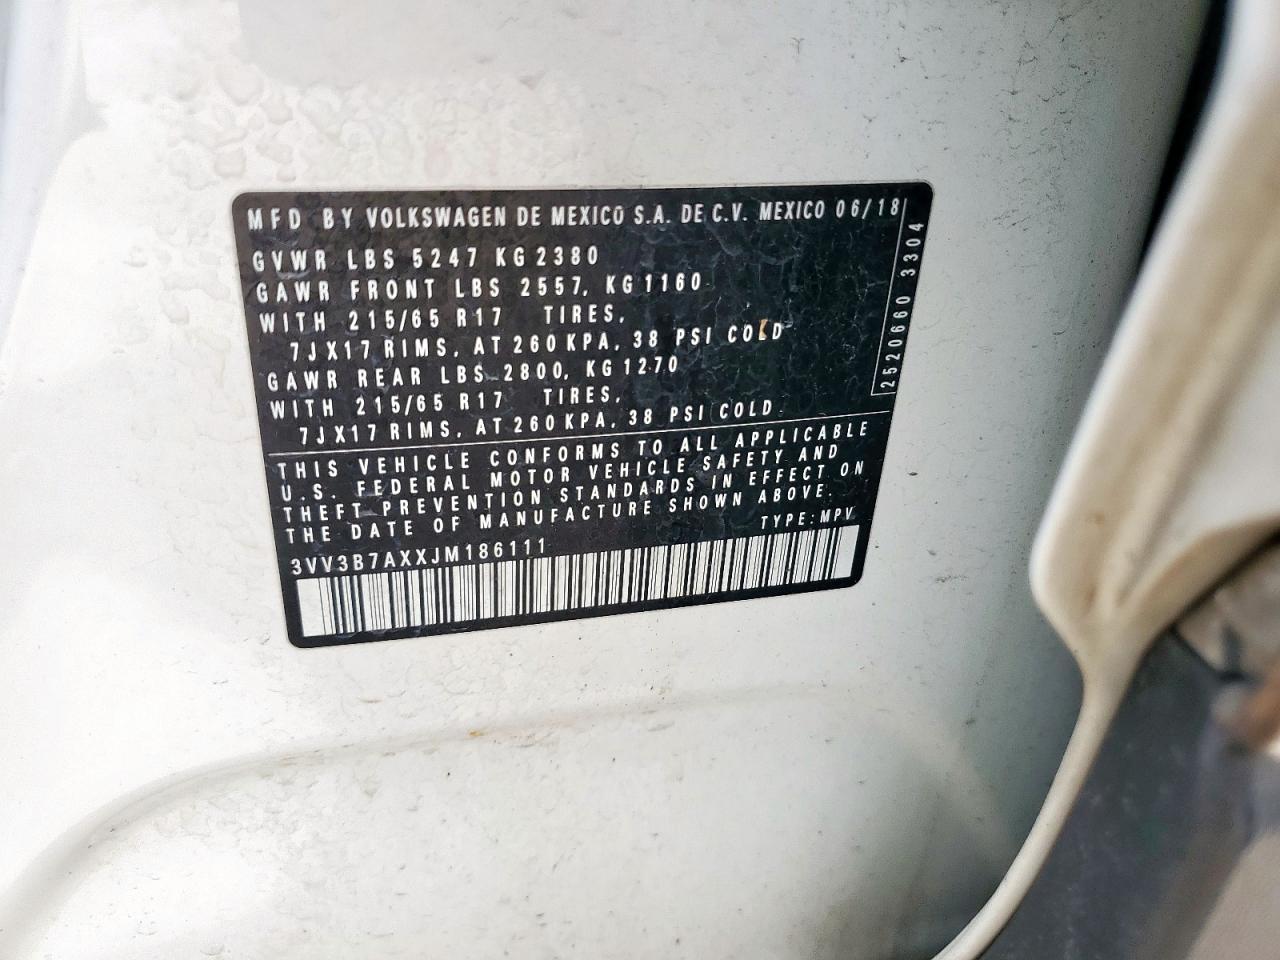 MFD BY VOLKSWAGEN DE MEXICO S.A. DE C.V. MEXICO 06/18
GVWR LBS 5247 KG 2380
GAWR FRONT LBS 2557, KG 1160
WITH 215/65 R17 TIRES,
7JX17 RIMS, AT 260 KPA, 38 PSI COLD
GAWR REAR LBS 2800, KG 1270
WITH 215/65 R17 TIRES,
7JX17 RIMS, AT 260 KPA, 38 PSI COLD
2520660 3304
THIS VEHICLE CONFORMS TO ALL APPLICABLE
U.S. FEDERAL MOTOR VEHICLE SAFETY AND
THEFT PREVENTION STANDARDS IN EFFECT ON
THE DATE OF MANUFACTURE SHOWN ABOVE.
TYPE: MPV
3VV3B7AXXJM186111